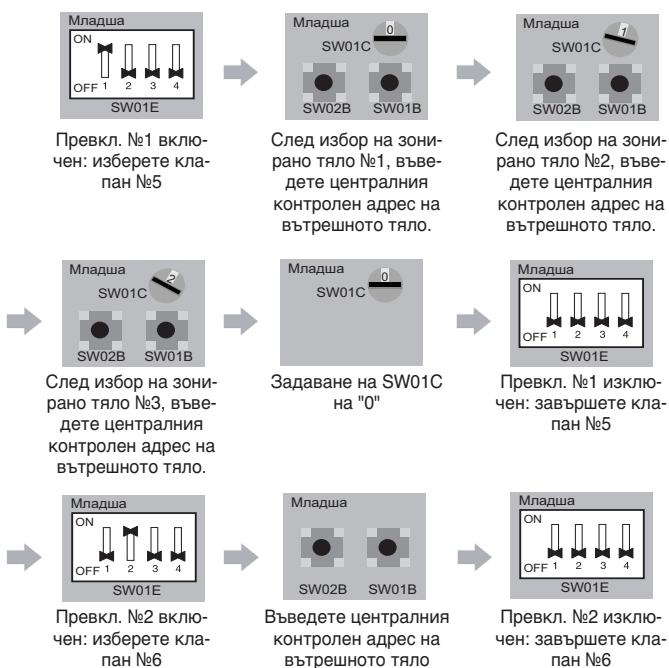 Младша
ON
OFF 1 2 3 4
SW01E
Превкл. №1 вклю-
чен: изберете кла-
пан №5
Младша
SW01C 0
SW02B SW01B
След избор на зони-
рано тяло №1, въве-
дете централния
контролен адрес на
вътрешното тяло.
Младша
SW01C 1
SW02B SW01B
След избор на зони-
рано тяло №2, въве-
дете централния
контролен адрес на
вътрешното тяло.
Младша
SW01C 2
SW02B SW01B
След избор на зони-
рано тяло №3, въве-
дете централния
контролен адрес на
вътрешното тяло.
Младша
SW01C 0
Задаване на SW01C
на "0"
Младша
ON
OFF 1 2 3 4
SW01E
Превкл. №1 изклю-
чен: завършете кла-
пан №5
Младша
ON
OFF 1 2 3 4
SW01E
Превкл. №2 вклю-
чен: изберете кла-
пан №6
Младша
SW02B SW01B
Въведете централния
контролен адрес на
вътрешното тяло
Младша
ON
OFF 1 2 3 4
SW01E
Превкл. №2 изклю-
чен: завършете кла-
пан №6